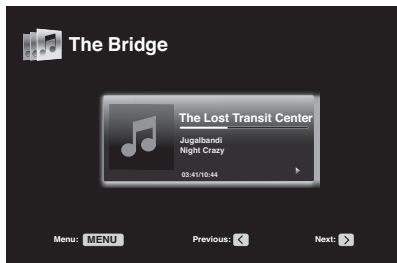 The Bridge
The Lost Transit Center
Jugalbandi
Night Crazy
03:41/10:44
Menu: MENU Previous: < Next: >